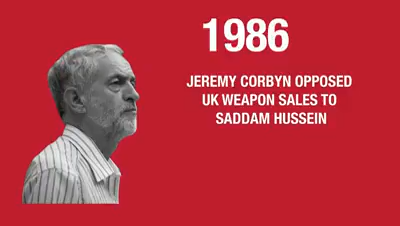 1986
JEREMY CORBYN OPPOSED
UK WEAPON SALES TO
SADDAM HUSSEIN